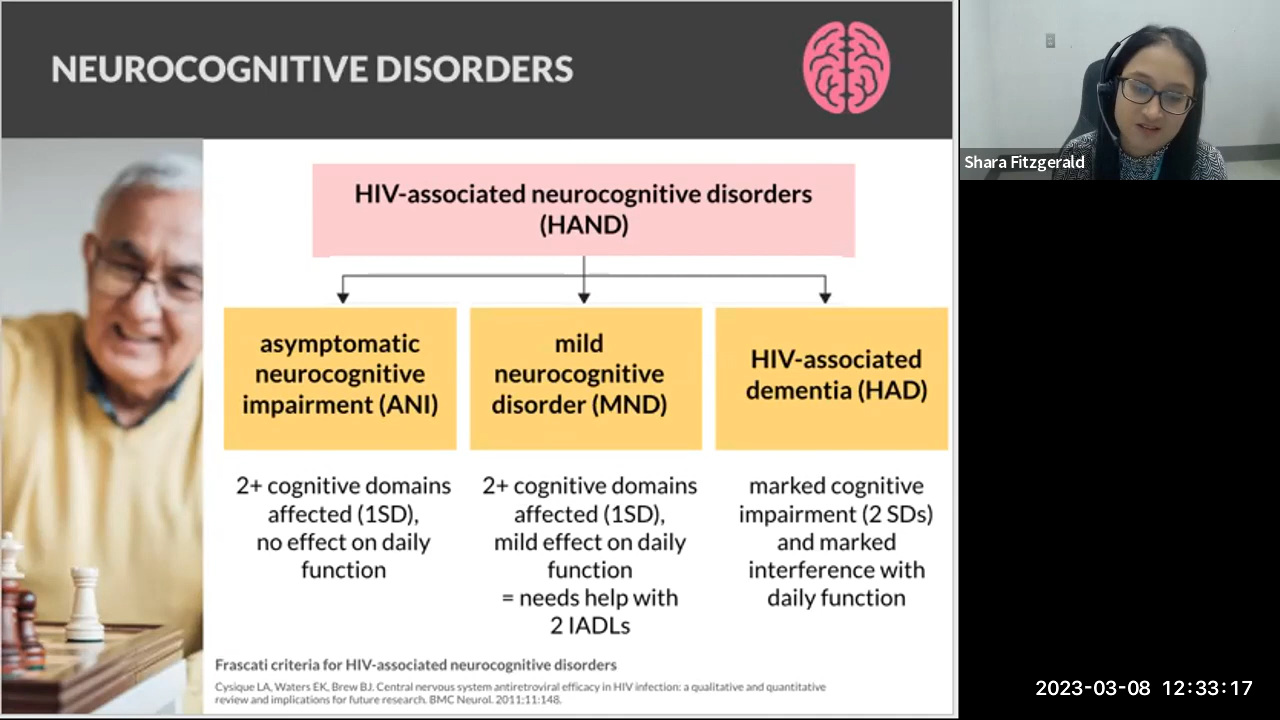 NEUROCOGNITIVE DISORDERS
HIV-associated neurocognitive disorders
(HAND)
asymptomatic
neurocognitive
impairment (ANI)
mild
neurocognitive
disorder (MND)
HIV-associated
dementia (HAD)
2+ cognitive domains
affected (1SD),
no effect on daily
function
2+ cognitive domains
affected (1SD),
mild effect on daily
function
= needs help with
2 IADLs
marked cognitive
impairment (2 SDs)
and marked
interference with
daily function
Frascati criteria for HIV-associated neurocognitive disorders
Cysique LA, Waters EK, Brew BJ. Central nervous system antiretroviral efficacy in HIV infection: a qualitative and quantitative
review and implications for future research. BMC Neurol. 2011;11:148.
Shara Fitzgerald
2023-03-08 12:33:17